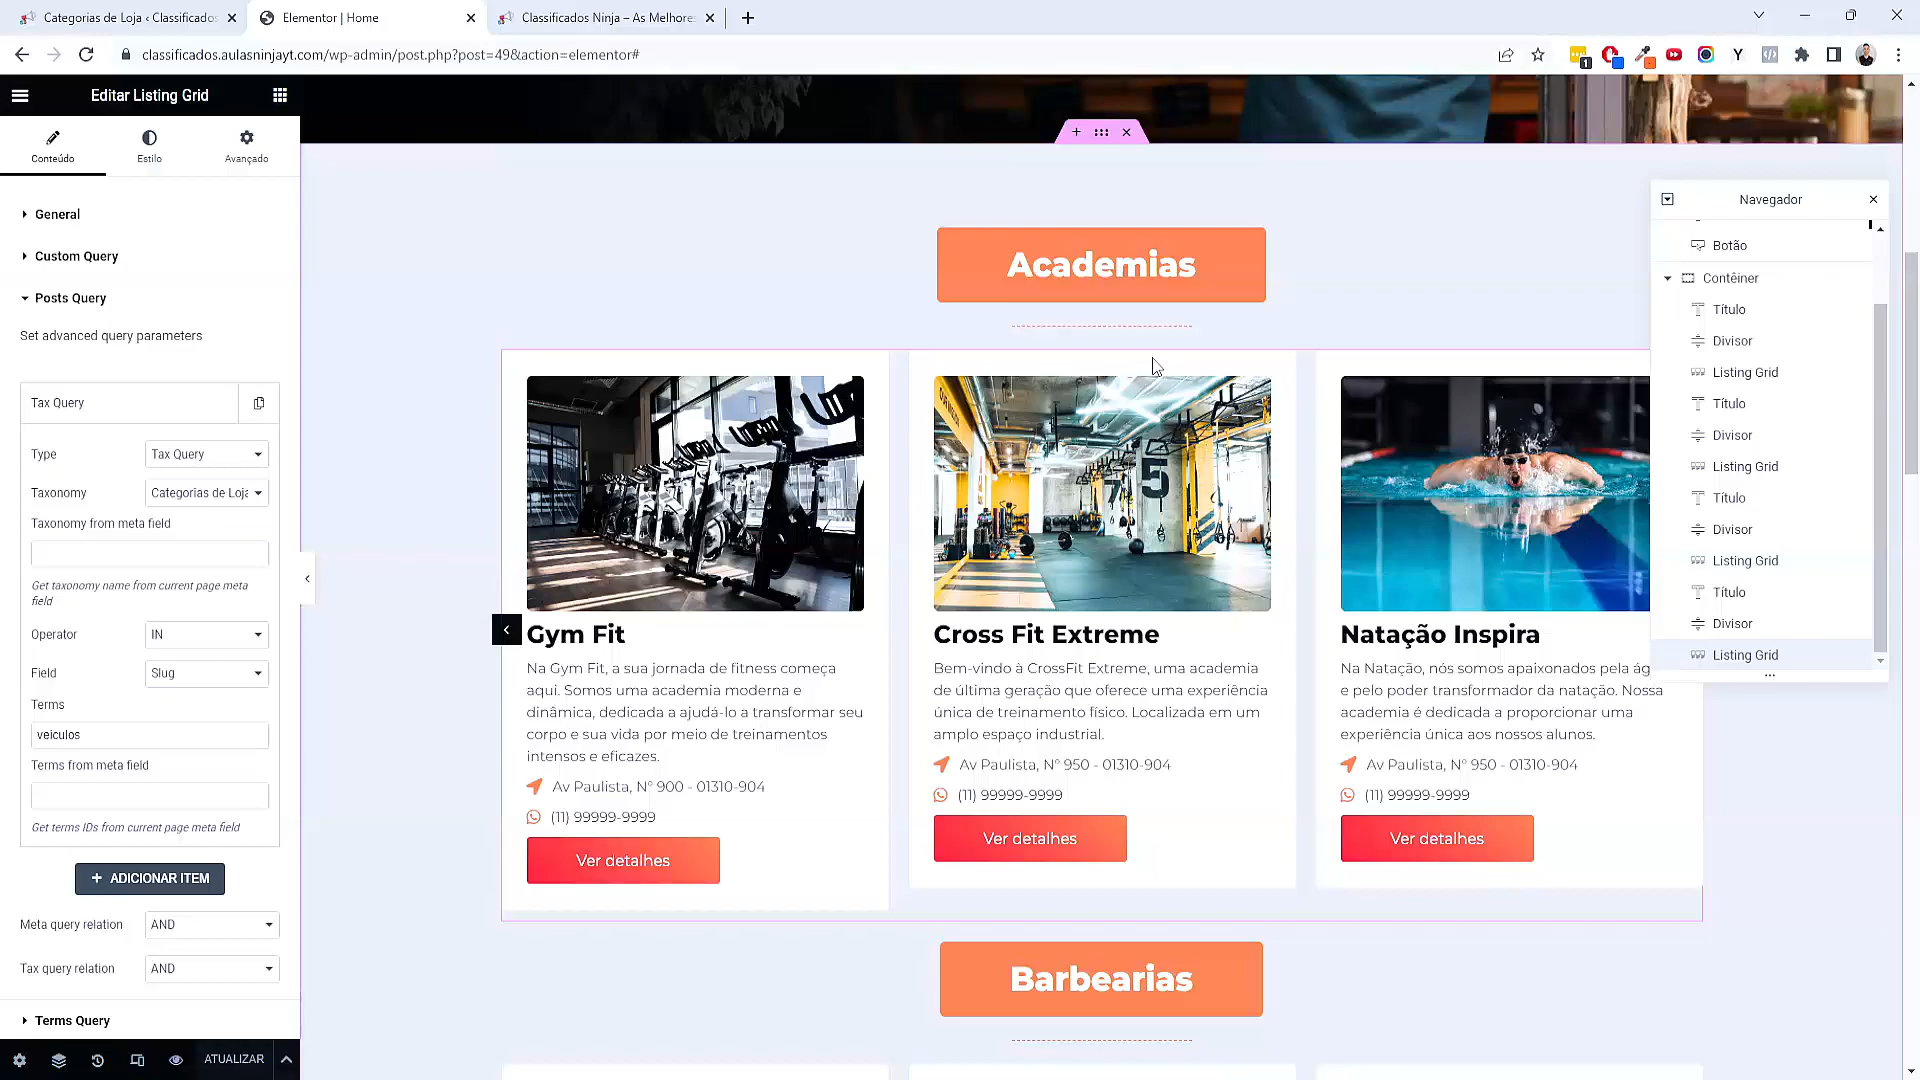 Categorias de Loja ‹ Classificados
Elementor | Home
Classificados Ninja – As Melhores
classificados.aulasninjayt.com/wp-admin/post.php?post=49&action=elementor#
1
Y
Editar Listing Grid
Conteúdo
Estilo
Avançado
General
Custom Query
Posts Query
Set advanced query parameters
Tax Query
Type
Tax Query
Taxonomy
Categorias de Loja
Taxonomy from meta field
Get taxonomy name from current page meta
field
Operator
IN
Field
Slug
Terms
veiculos
Terms from meta field
Get terms IDs from current page meta field
ADICIONAR ITEM
Meta query relation
AND
Tax query relation
AND
Terms Query
ATUALIZAR
Academias
Gym Fit
Na Gym Fit, a sua jornada de fitness começa
aqui. Somos uma academia moderna e
dinâmica, dedicada a ajudá-lo a transformar seu
corpo e sua vida por meio de treinamentos
intensos e eficazes.
Av Paulista, N° 900 - 01310-904
(11) 99999-9999
Ver detalhes
5
Cross Fit Extreme
Bem-vindo à CrossFit Extreme, uma academia
de última geração que oferece uma experiência
única de treinamento físico. Localizada em um
amplo espaço industrial.
Av Paulista, N° 950 - 01310-904
(11) 99999-9999
Ver detalhes
Natação Inspira
Na Natação, nós somos apaixonados pela ág
e pelo poder transformador da natação. Nossa
academia é dedicada a proporcionar uma
experiência única aos nossos alunos.
Av Paulista, N° 950 - 01310-904
(11) 99999-9999
Ver detalhes
Barbearias
Navegador
Botão
Contêiner
Título
Divisor
Listing Grid
Título
Divisor
Listing Grid
Título
Divisor
Listing Grid
Título
Divisor
Listing Grid